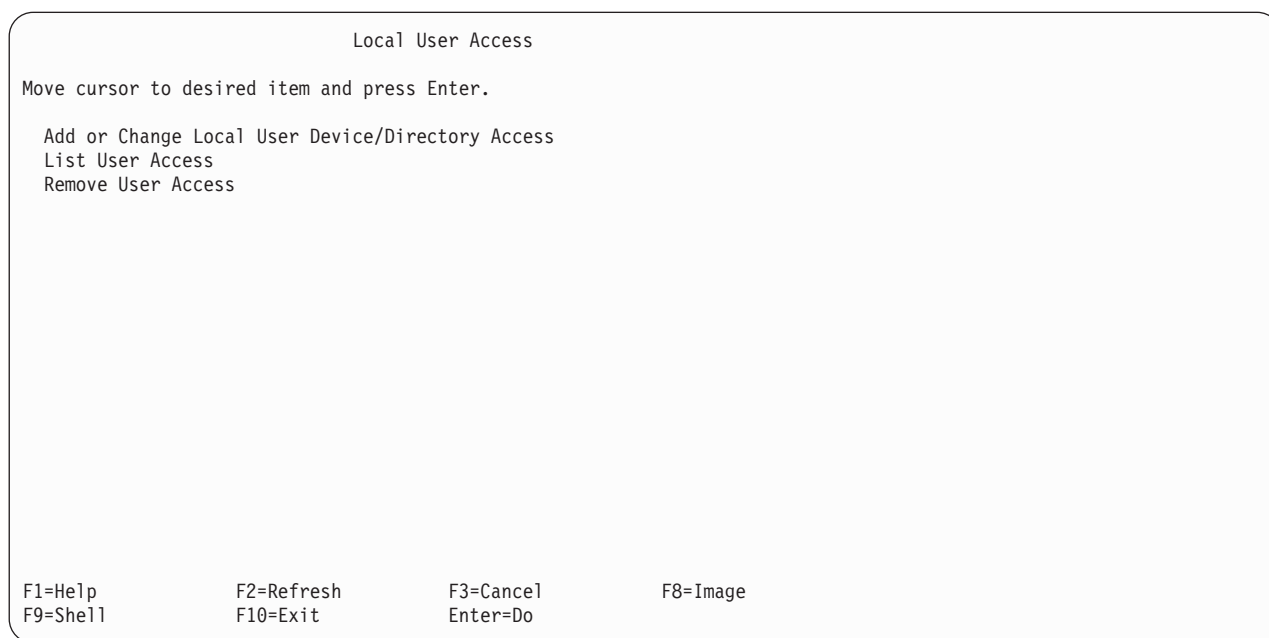 Local User Access
Move cursor to desired item and press Enter.
Add or Change Local User Device/Directory Access
List User Access
Remove User Access
F1=Help F2=Refresh F3=Cancel F8=Image
F9=Shell F10=Exit Enter=Do